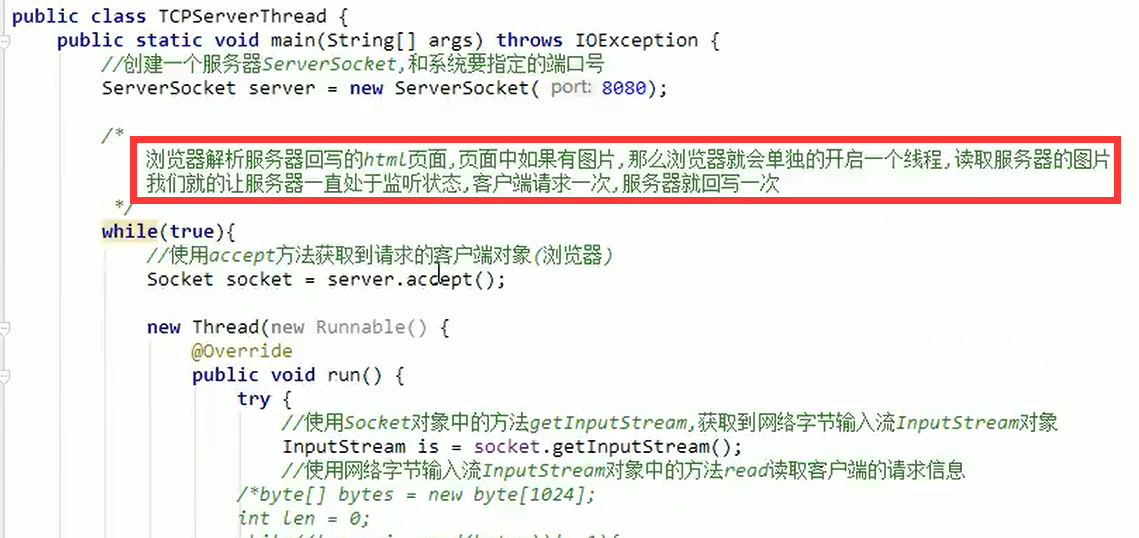 public class TCPServerThread {
public static void main(String[] args) throws IOException {
//创建一个服务器ServerSocket,和系统要指定的端口号
ServerSocket server = new ServerSocket( port: 8080);
/*
浏览器解析服务器回写的html页面,页面中如果有图片,那么浏览器就会单独的开启一个线程,读取服务器的图片
我们就的让服务器一直处于监听状态,客户端请求一次,服务器就回写一次
*/
while(true){
//使用accept方法获取到请求的客户端对象(浏览器)
Socket socket = server.accept();
new Thread(new Runnable() {
@Override
public void run() {
try {
//使用Socket对象中的方法getInputStream,获取到网络字节输入流InputStream对象
InputStream is = socket.getInputStream();
//使用网络字节输入流InputStream对象中的方法read读取客户端的请求信息
/*byte[] bytes = new byte[1024];
int len = 0;